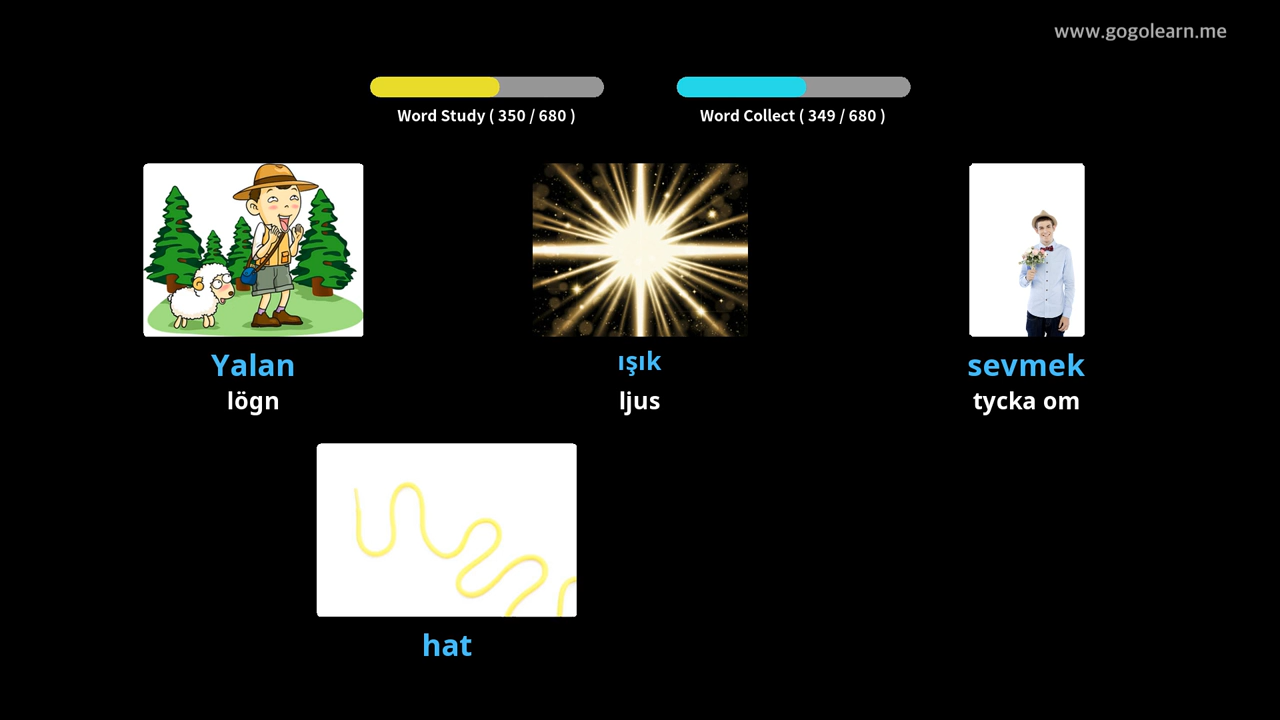 www.gogolearn.me
Word Study ( 350 / 680 )
Word Collect ( 349 / 680 )
Yalan
lögn
ışık
ljus
sevmek
tycka om
hat